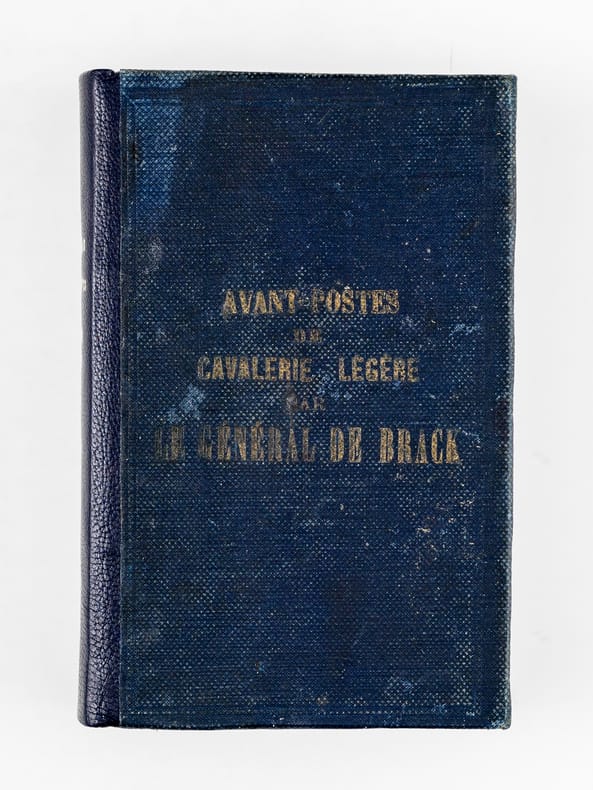 AVANT-POSTES
DE
CAVALERIE LÉGÈRE
PAR
LE GÉNÉRAL DE BRACK